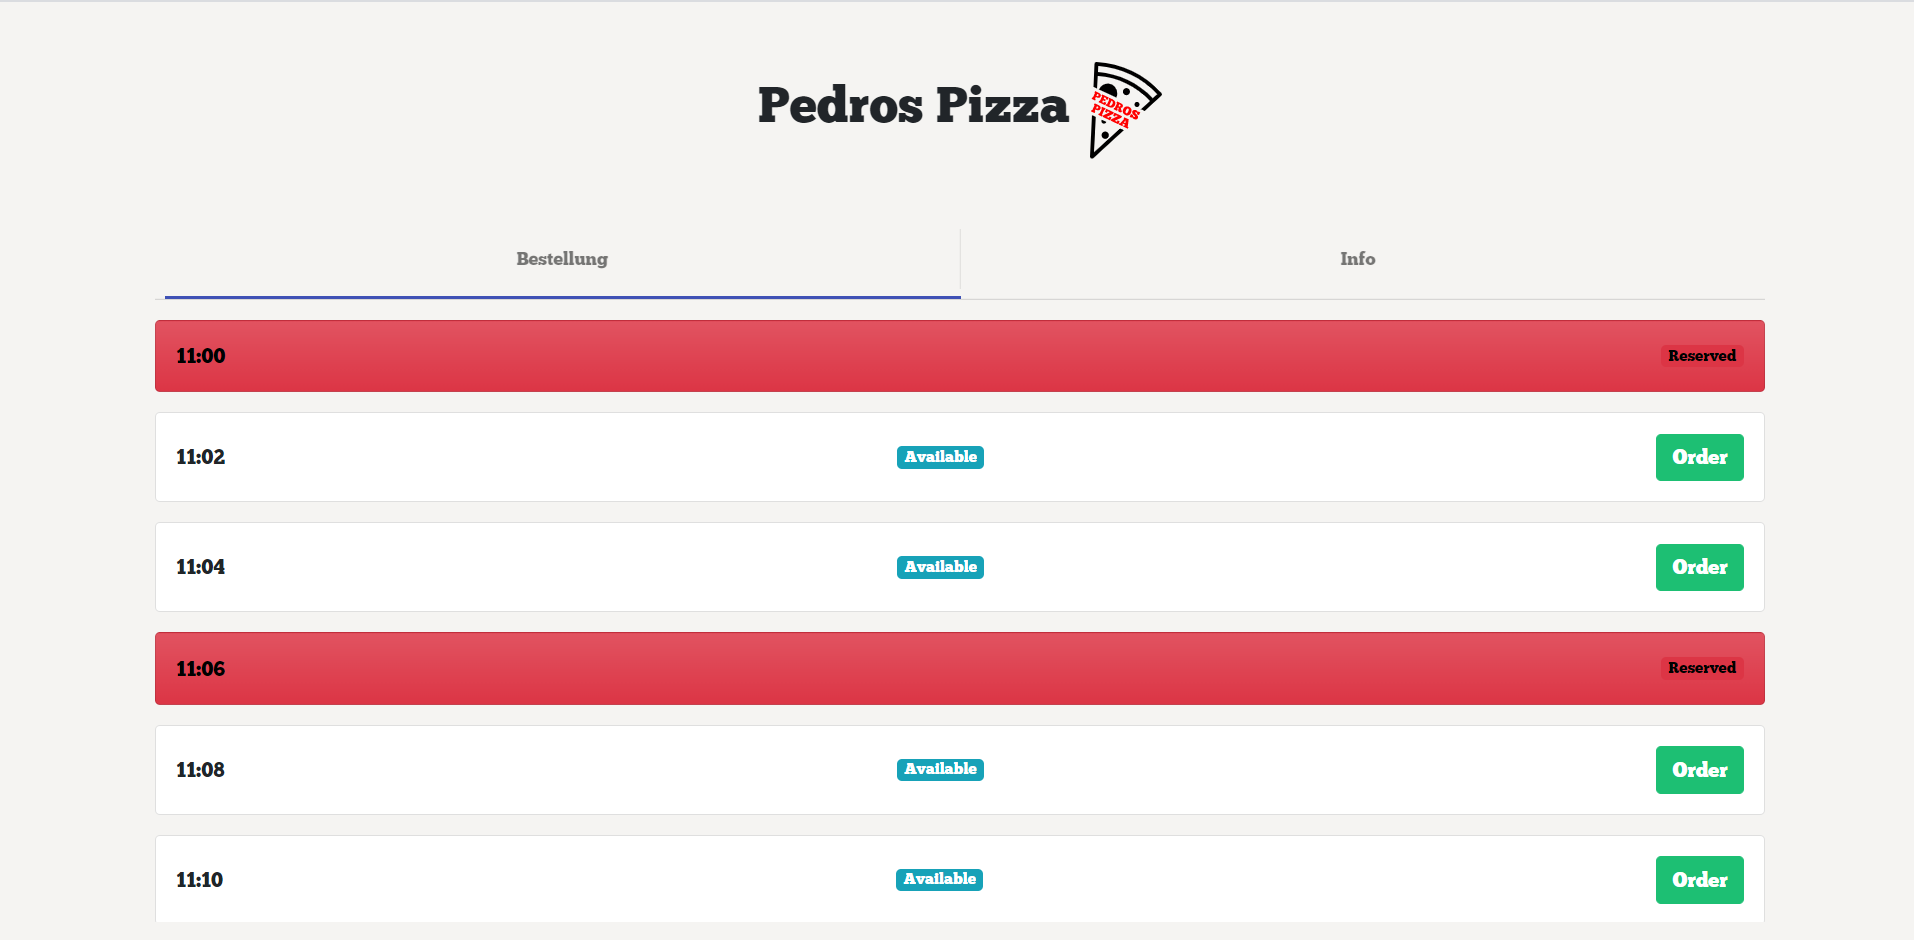 Pedros Pizza
PEDROS
PIZZA
Bestellung Info
11:00 Reserved
11:02 Available Order
11:04 Available Order
11:06 Reserved
11:08 Available Order
11:10 Available Order